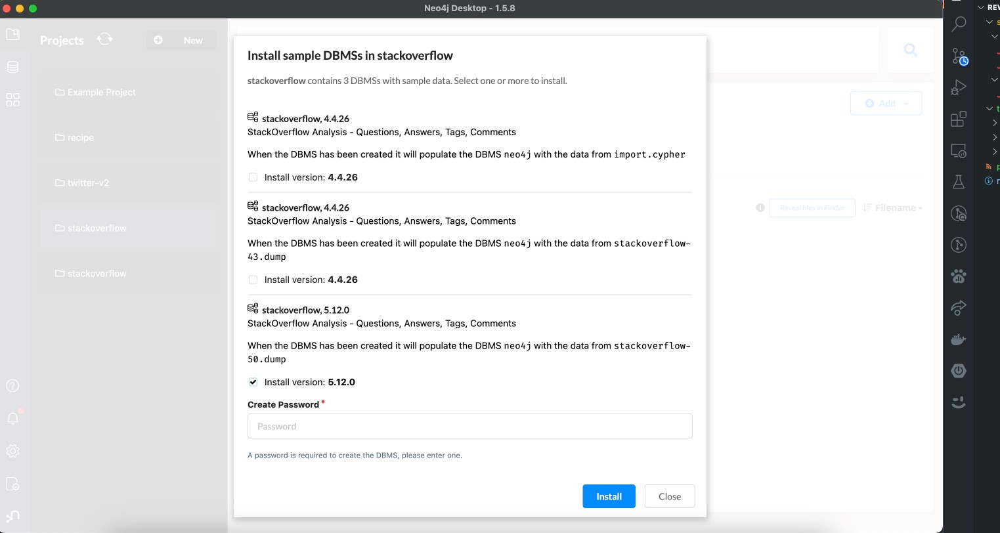 Neo4j Desktop - 1.5.8
Projects
New
Example Project
recipe
twitter-v2
stackoverflow
stackoverflow
Install sample DBMSs in stackoverflow
stackoverflow contains 3 DBMSs with sample data. Select one or more to install.
stackoverflow, 4.4.26
StackOverflow Analysis - Questions, Answers, Tags, Comments
When the DBMS has been created it will populate the DBMS neo4j with the data from import.cypher
Install version: 4.4.26
stackoverflow, 4.4.26
StackOverflow Analysis - Questions, Answers, Tags, Comments
When the DBMS has been created it will populate the DBMS neo4j with the data from stackoverflow-
43.dump
Install version: 4.4.26
stackoverflow, 5.12.0
StackOverflow Analysis - Questions, Answers, Tags, Comments
When the DBMS has been created it will populate the DBMS neo4j with the data from stackoverflow-
50.dump
Install version: 5.12.0
Create Password *
Password
A password is required to create the DBMS, please enter one.
Install
Close
Add
Reveal files in Finder
Filename